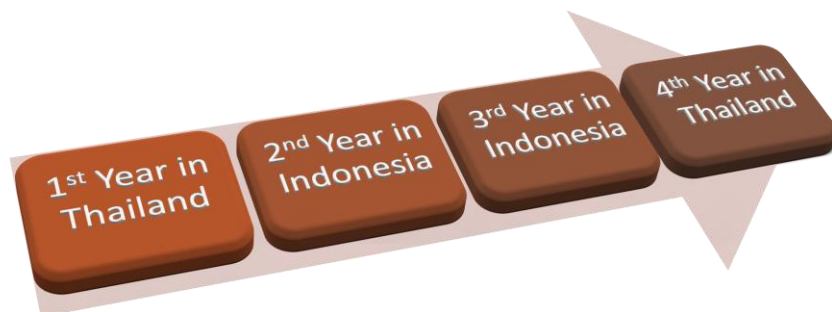 1st Year in
Thailand
2nd Year in
Indonesia
3rd Year in
Indonesia
4th Year in
Thailand